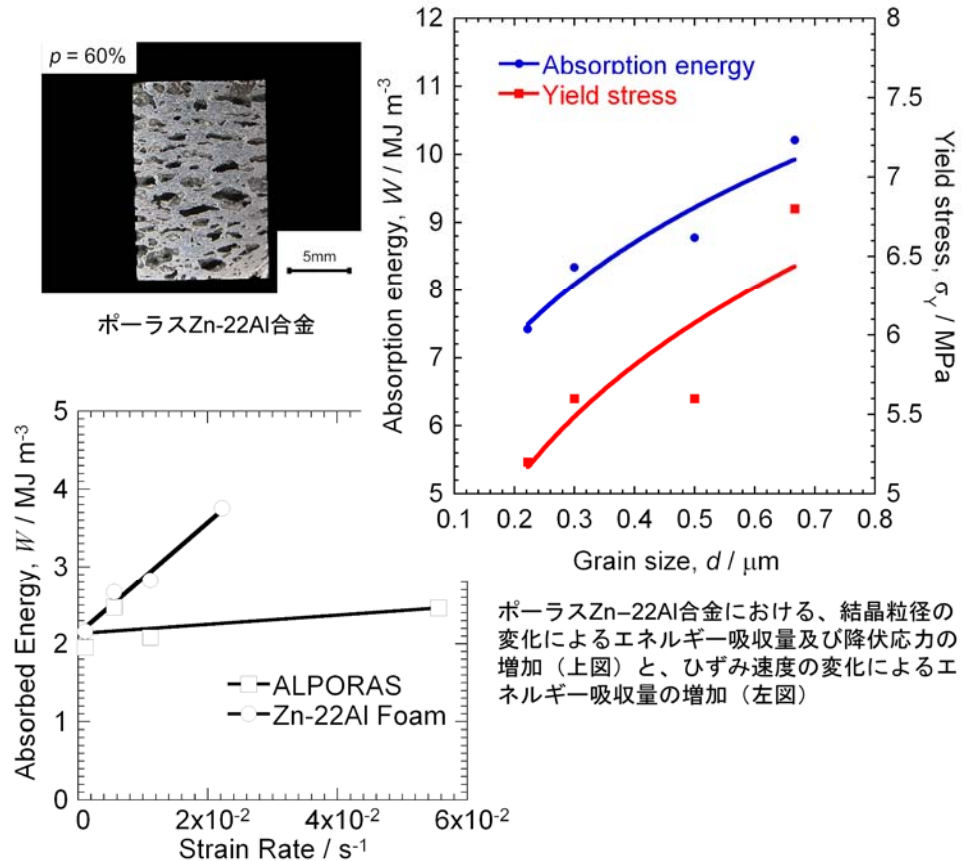 p = 60%
5mm
ポーラスZn-22Al合金
12
11
10
9
8
7
6
5
Absorption energy, W / MJ m-3
Absorption energy
Yield stress
8
7.5
7
6.5
6
5.5
5
Yield stress, σY / MPa
0.1 0.2 0.3 0.4 0.5 0.6 0.7 0.8
Grain size, d / μm
5
4
3
2
1
0
Absorbed Energy, W / MJ m-3
ALPORAS
Zn-22Al Foam
0 2x10-2 4x10-2 6x10-2
Strain Rate / s-1
ポーラスZn–22Al合金における、結晶粒径の
変化によるエネルギー吸収量及び降伏応力の
増加（上図）と、ひずみ速度の変化によるエ
ネルギー吸収量の増加（左図）